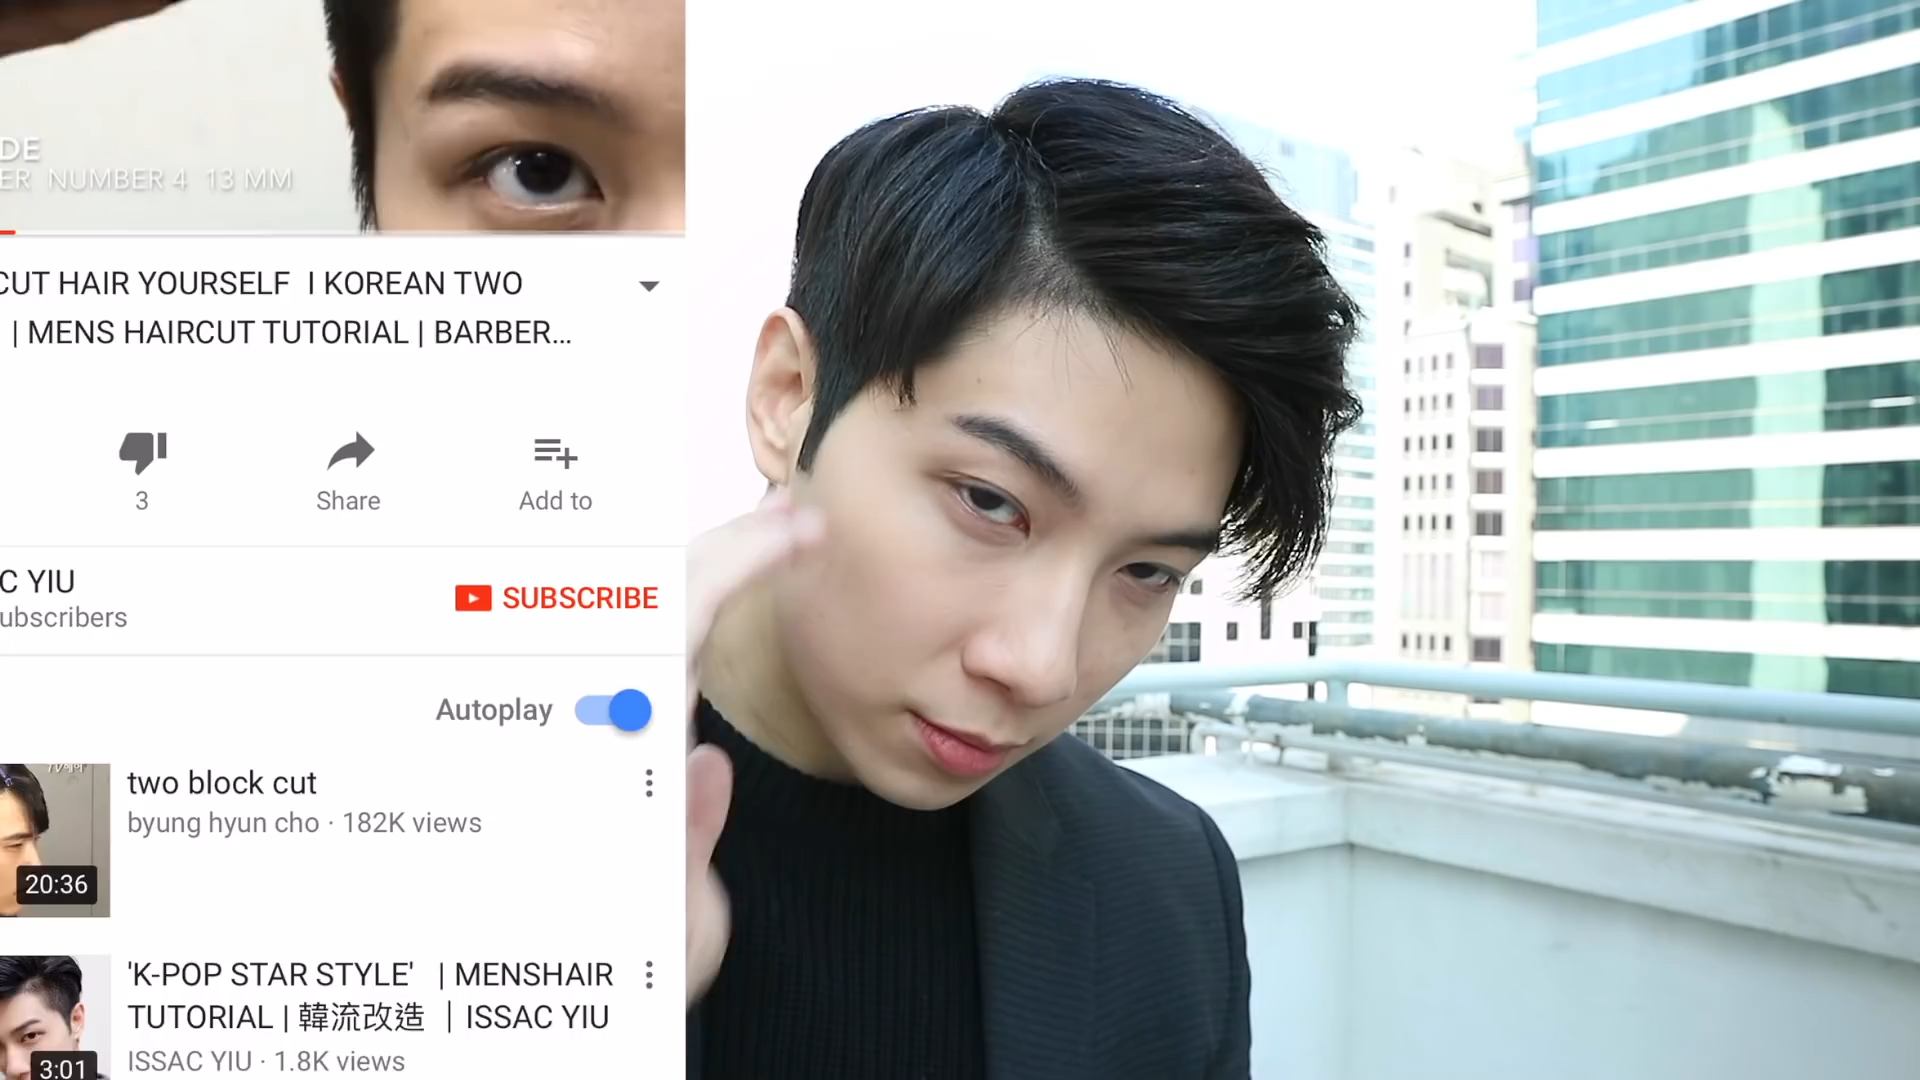 DE
ER NUMBER 4 13 MM
CUT HAIR YOURSELF I KOREAN TWO
| MENS HAIRCUT TUTORIAL | BARBER...
3
Share
Add to
C YIU
ubscribers
SUBSCRIBE
Autoplay
two block cut
byung hyun cho · 182K views
20:36
'K-POP STAR STYLE' | MENSHAIR
TUTORIAL | 韓流改造 | ISSAC YIU
ISSAC YIU · 1.8K views
3:01